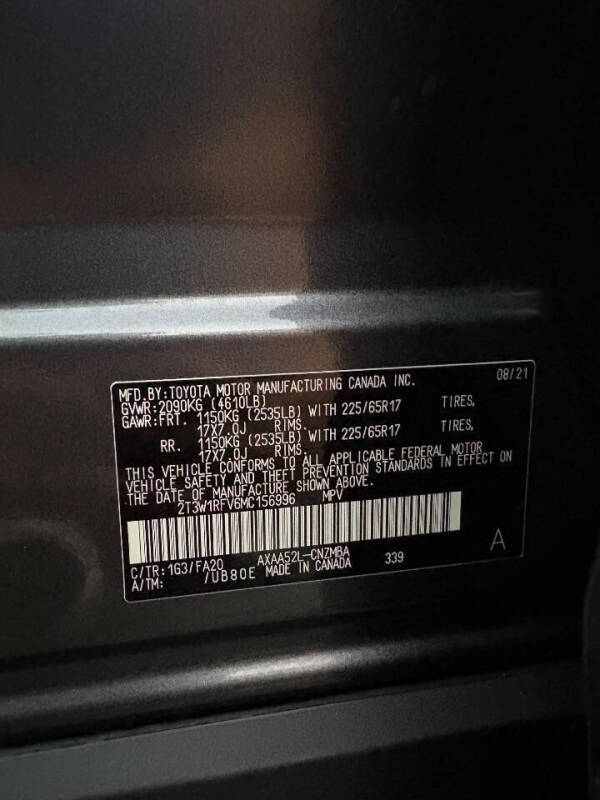 MFD.BY:TOYOTA MOTOR MANUFACTURING CANADA INC. 08/21
GVWR:2090KG (4610LB)
GAWR:FRT. 1150KG (2535LB) WITH 225/65R17 TIRES,
17X7.0J RIMS.
RR. 1150KG (2535LB) WITH 225/65R17 TIRES,
17X7.0J RIMS.
THIS VEHICLE CONFORMS TO ALL APPLICABLE FEDERAL MOTOR
VEHICLE SAFETY AND THEFT PREVENTION STANDARDS IN EFFECT ON
THE DATE OF MANUFACTURE SHOWN ABOVE.
2T3W1RFV6MC156996 MPV
C/TR:1G3/FA20 AXAA52L-CNZMBA 339 A
A/TM: /UB80E MADE IN CANADA